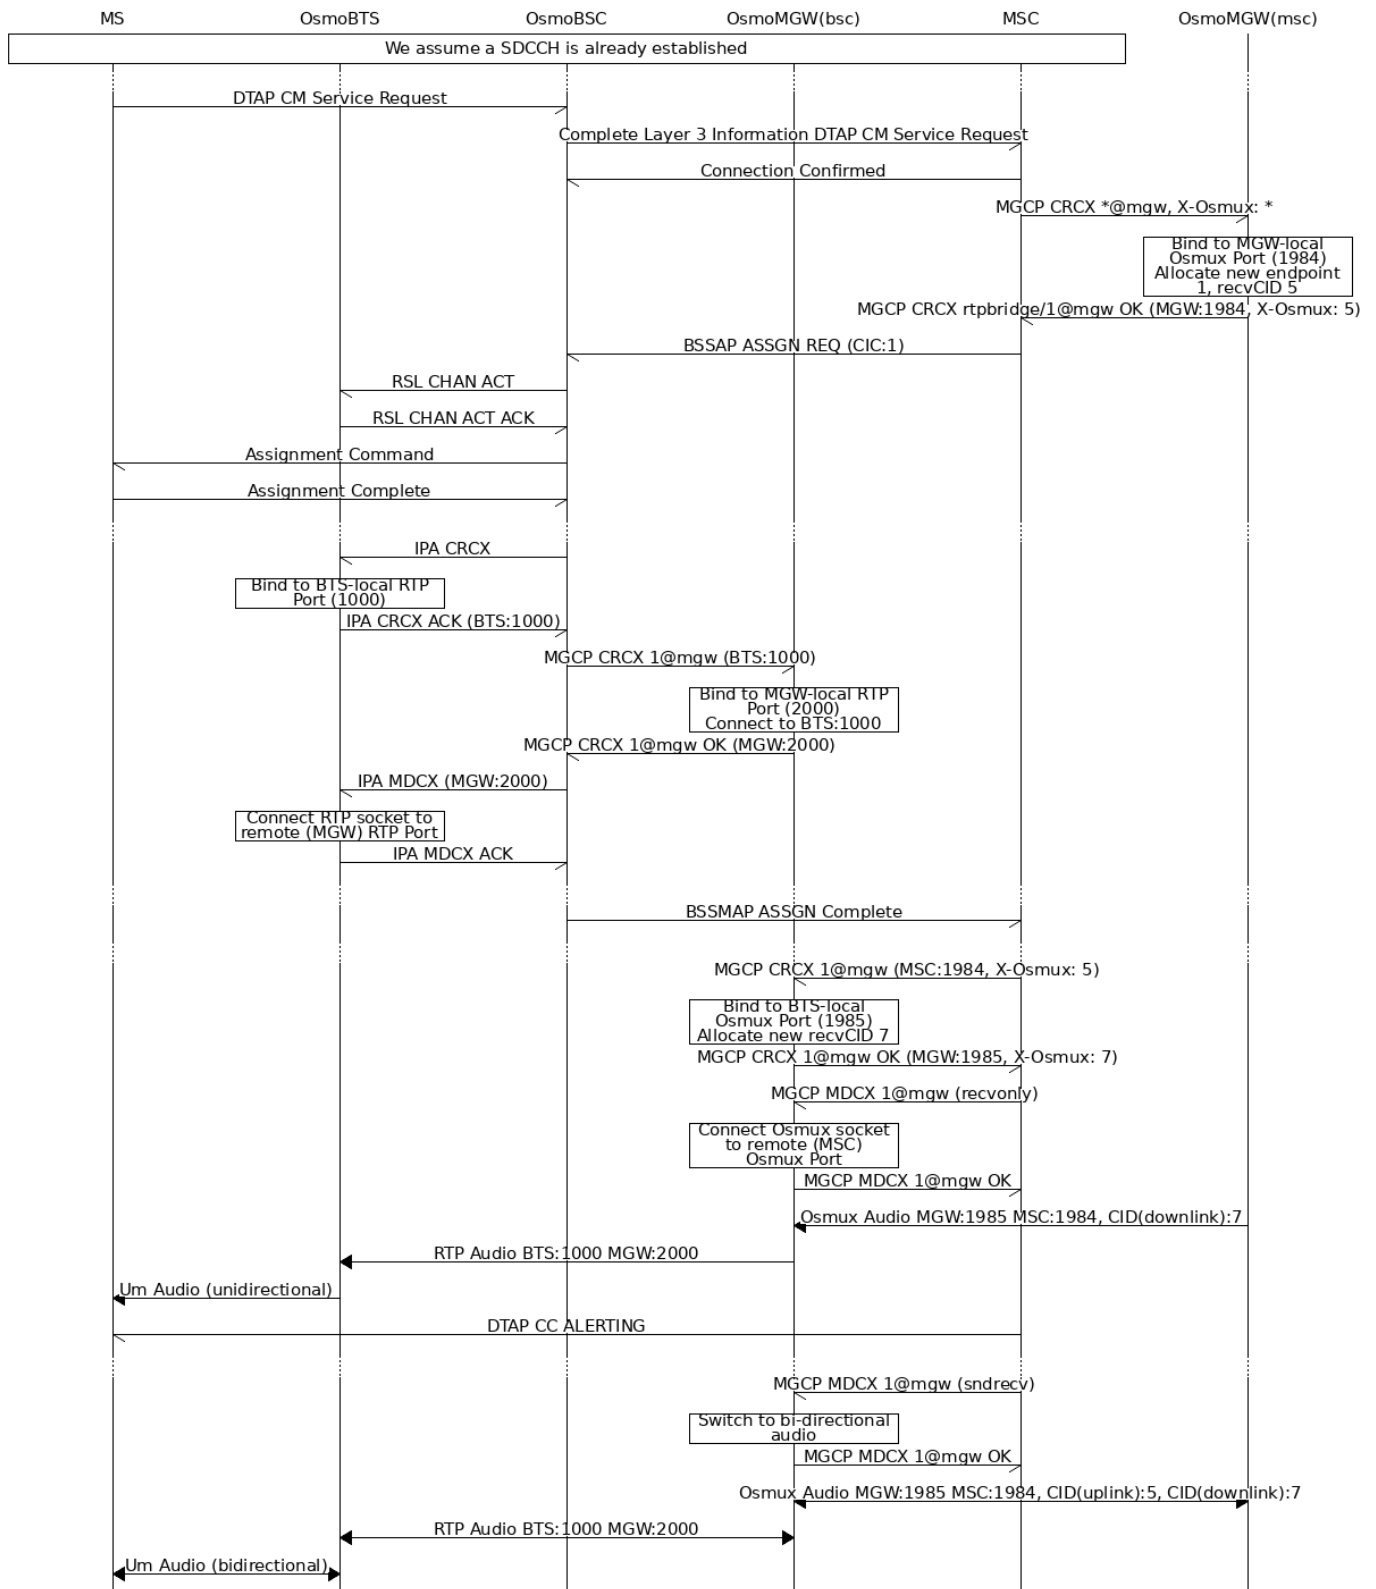 MS OsmoBTS OsmoBSC OsmoMGW(bsc) MSC OsmoMGW(msc)
We assume a SDCCH is already established
DTAP CM Service Request
Complete Layer 3 Information DTAP CM Service Request
Connection Confirmed
MGCP CRCX *@mgw, X-Osmux: *
Bind to MGW-local
Osmux Port (1984)
Allocate new endpoint
1, recvCID 5
MGCP CRCX rtpbridge/1@mgw OK (MGW:1984, X-Osmux: 5)
BSSAP ASSGN REQ (CIC:1)
RSL CHAN ACT
RSL CHAN ACT ACK
Assignment Command
Assignment Complete
IPA CRCX
Bind to BTS-local RTP
Port (1000)
IPA CRCX ACK (BTS:1000)
MGCP CRCX 1@mgw (BTS:1000)
Bind to MGW-local RTP
Port (2000)
Connect to BTS:1000
MGCP CRCX 1@mgw OK (MGW:2000)
IPA MDCX (MGW:2000)
Connect RTP socket to
remote (MGW) RTP Port
IPA MDCX ACK
BSSMAP ASSGN Complete
MGCP CRCX 1@mgw (MSC:1984, X-Osmux: 5)
Bind to BTS-local
Osmux Port (1985)
Allocate new recvCID 7
MGCP CRCX 1@mgw OK (MGW:1985, X-Osmux: 7)
MGCP MDCX 1@mgw (recvonly)
Connect Osmux socket
to remote (MSC)
Osmux Port
MGCP MDCX 1@mgw OK
Osmux Audio MGW:1985 MSC:1984, CID(downlink):7
RTP Audio BTS:1000 MGW:2000
Um Audio (unidirectional)
DTAP CC ALERTING
MGCP MDCX 1@mgw (sndrecv)
Switch to bi-directional
audio
MGCP MDCX 1@mgw OK
Osmux Audio MGW:1985 MSC:1984, CID(uplink):5, CID(downlink):7
RTP Audio BTS:1000 MGW:2000
Um Audio (bidirectional)